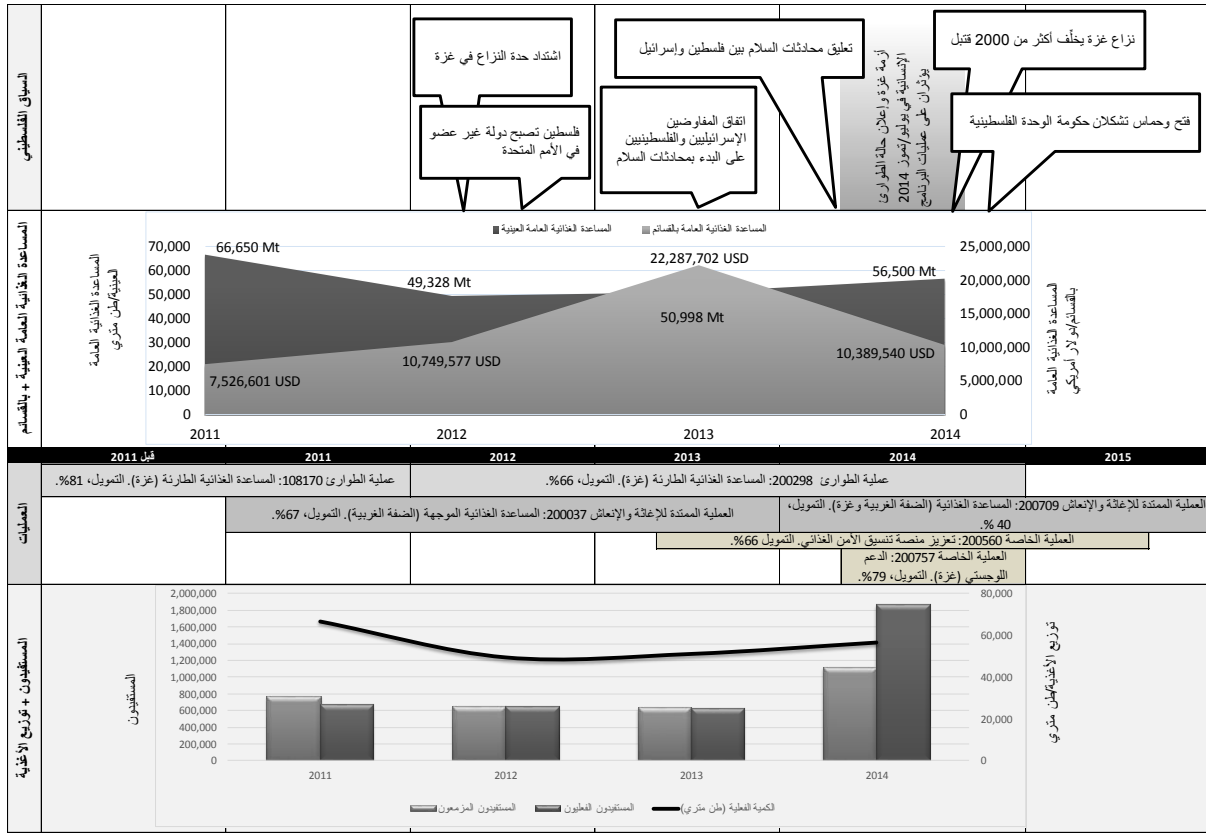 السياق الفلسطيني
اشتداد حدة النزاع في غزة
فلسطين تصبح دولة غير عضو
في الأمم المتحدة
تعليق محادثات السلام بين فلسطين وإسرائيل
اتفاق المفاوضين
الإسرائيليين والفلسطينيين
على البدء بمحادثات السلام
أزمة غزة وإعلان حالة الطوارئ
الإنسانية في يوليو/تموز 2014
يؤثران على عمليات البرنامج
نزاع غزة يخلّف أكثر من 2000 قتيل
فتح وحماس تشكلان حكومة الوحدة الفلسطينية
المساعدة الغذائية العامة العينية + بالقسائم
المساعدة الغذائية العامة العينية
المساعدة الغذائية العامة بالقسائم
المساعدة الغذائية العامة
العينية/طن متري
70,000
60,000
50,000
40,000
30,000
20,000
10,000
0
66,650 Mt
49,328 Mt
50,998 Mt
56,500 Mt
7,526,601 USD
10,749,577 USD
22,287,702 USD
10,389,540 USD
25,000,000
20,000,000
15,000,000
10,000,000
5,000,000
0
المساعدة الغذائية العامة
بالقسائم/دولار أمريكي
2011
2012
2013
2014
قبل 2011
2011
2012
2013
2014
2015
العمليات
عملية الطوارئ 108170: المساعدة الغذائية الطارئة (غزة). التمويل، 81%.
عملية الطوارئ 200298: المساعدة الغذائية الطارئة (غزة). التمويل، 66%.
العملية الممتدة للإغاثة والإنعاش 200037: المساعدة الغذائية الموجهة (الضفة الغربية). التمويل، 67%.
العملية الممتدة للإغاثة والإنعاش 200709: المساعدة الغذائية (الضفة الغربية وغزة). التمويل،
40 %.
العملية الخاصة 200560: تعزيز منصة تنسيق الأمن الغذائي. التمويل 66%.
العملية الخاصة 200757: الدعم
اللوجستي (غزة). التمويل، 79%.
المستفيدون + توزيع الأغذية
المستفيدون
2,000,000
1,800,000
1,600,000
1,400,000
1,200,000
1,000,000
800,000
600,000
400,000
200,000
0
80,000
60,000
40,000
20,000
0
توزيع الأغذية/طن متري
2011
2012
2013
2014
المستفيدون المزمعون
المستفيدون الفعليون
الكمية الفعلية (طن متري)